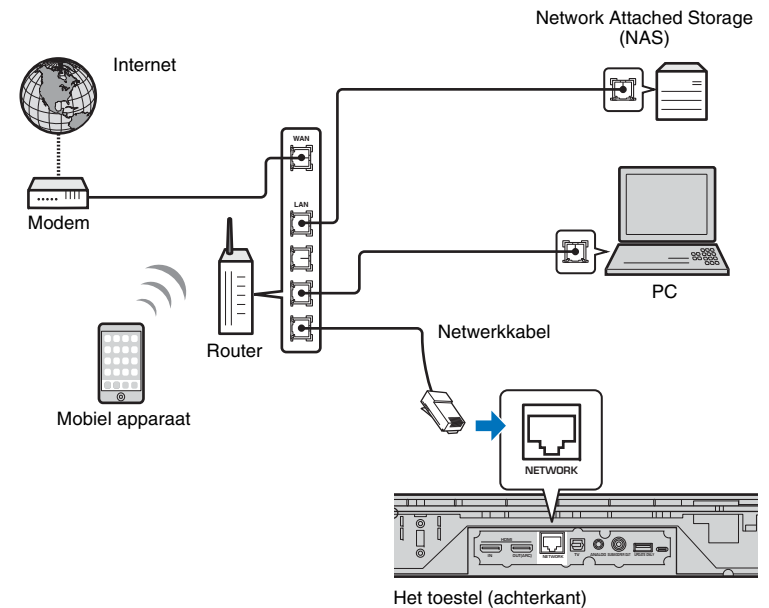 Network Attached Storage
(NAS)
Internet
WAN
LAN
Modem
PC
Router
Netwerkkabel
Mobiel apparaat
NETWORK
HDMI
IN
OUT(ARC)
NETWORK
TV
ANALOG
SUBWOOFER OUT
UPDATE ONLY
Het toestel (achterkant)